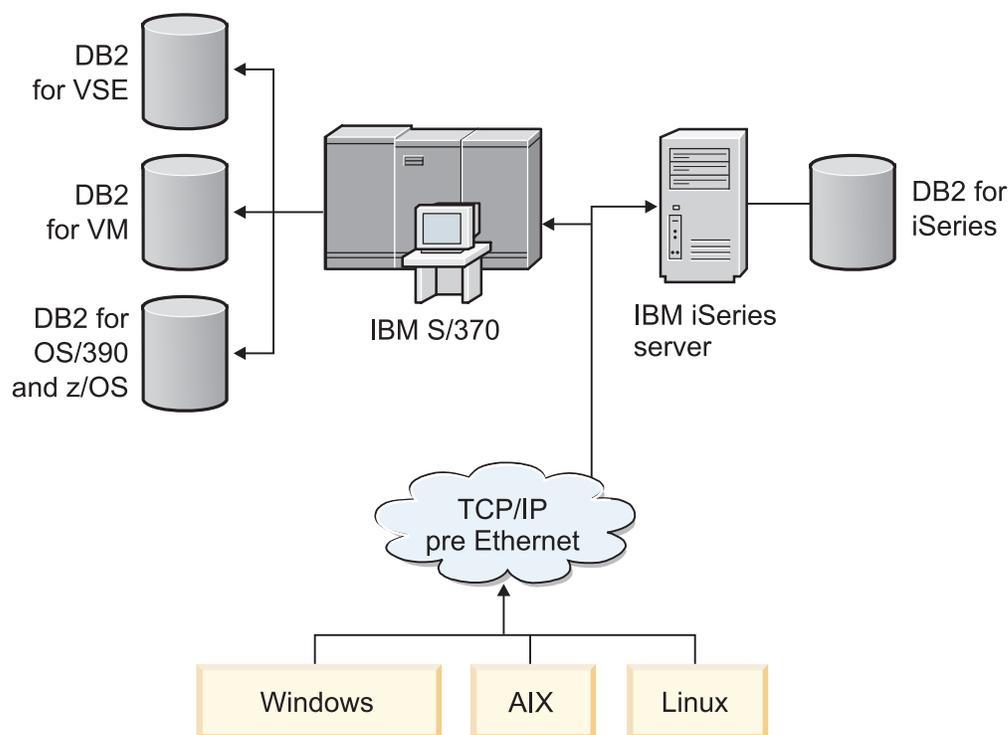 DB2
for VSE
DB2
for VM
DB2 for
OS/390
and z/OS
IBM S/370
IBM iSeries
server
DB2 for
iSeries
TCP/IP
pre Ethernet
Windows
AIX
Linux